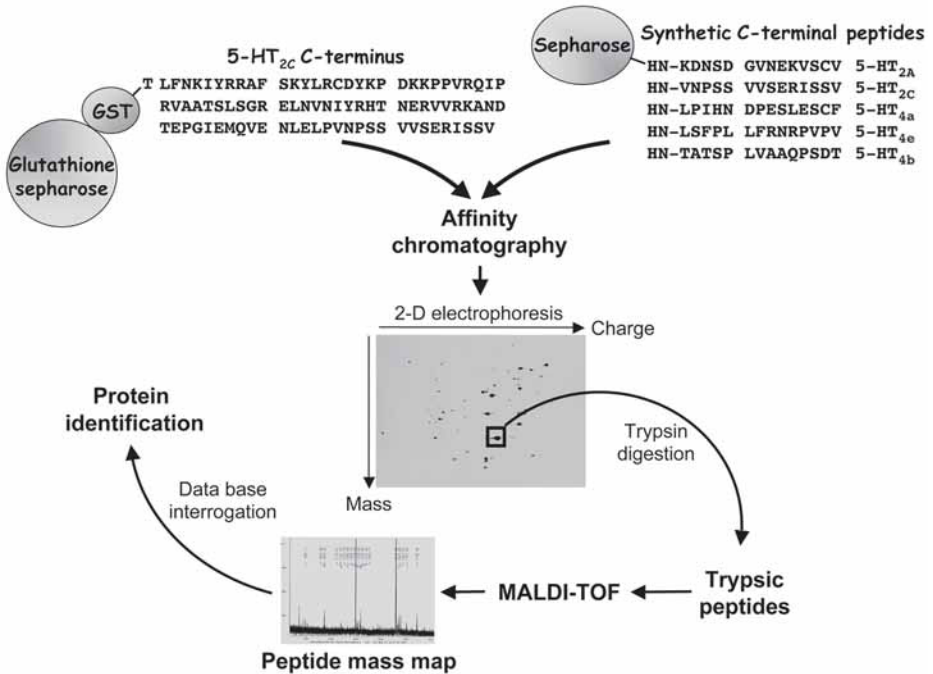 5-HT2C C-terminus
T LFNKIYRRAF SKYLRCDYKP DKKPPVRQIP
RVAATSLSGR ELNVNIYRHT NERVVRKAND
TEPGIEMQVE NLELPVNPSS VVSERISSV
GST
Glutathione
sepharose
Sepharose
Synthetic C-terminal peptides
HN-KDNSD GVNEKVSCV 5-HT2A
HN-VNPSS VVSERISSV 5-HT2C
HN-LPIHN DPESLESCF 5-HT4a
HN-LSFPL LFRNRPVPV 5-HT4e
HN-TATSP LVAAQPSDT 5-HT4b
Affinity
chromatography
2-D electrophoresis
Charge
Mass
Trypsin
digestion
Trypsic
peptides
MALDI-TOF
Peptide mass map
Data base
interrogation
Protein
identification